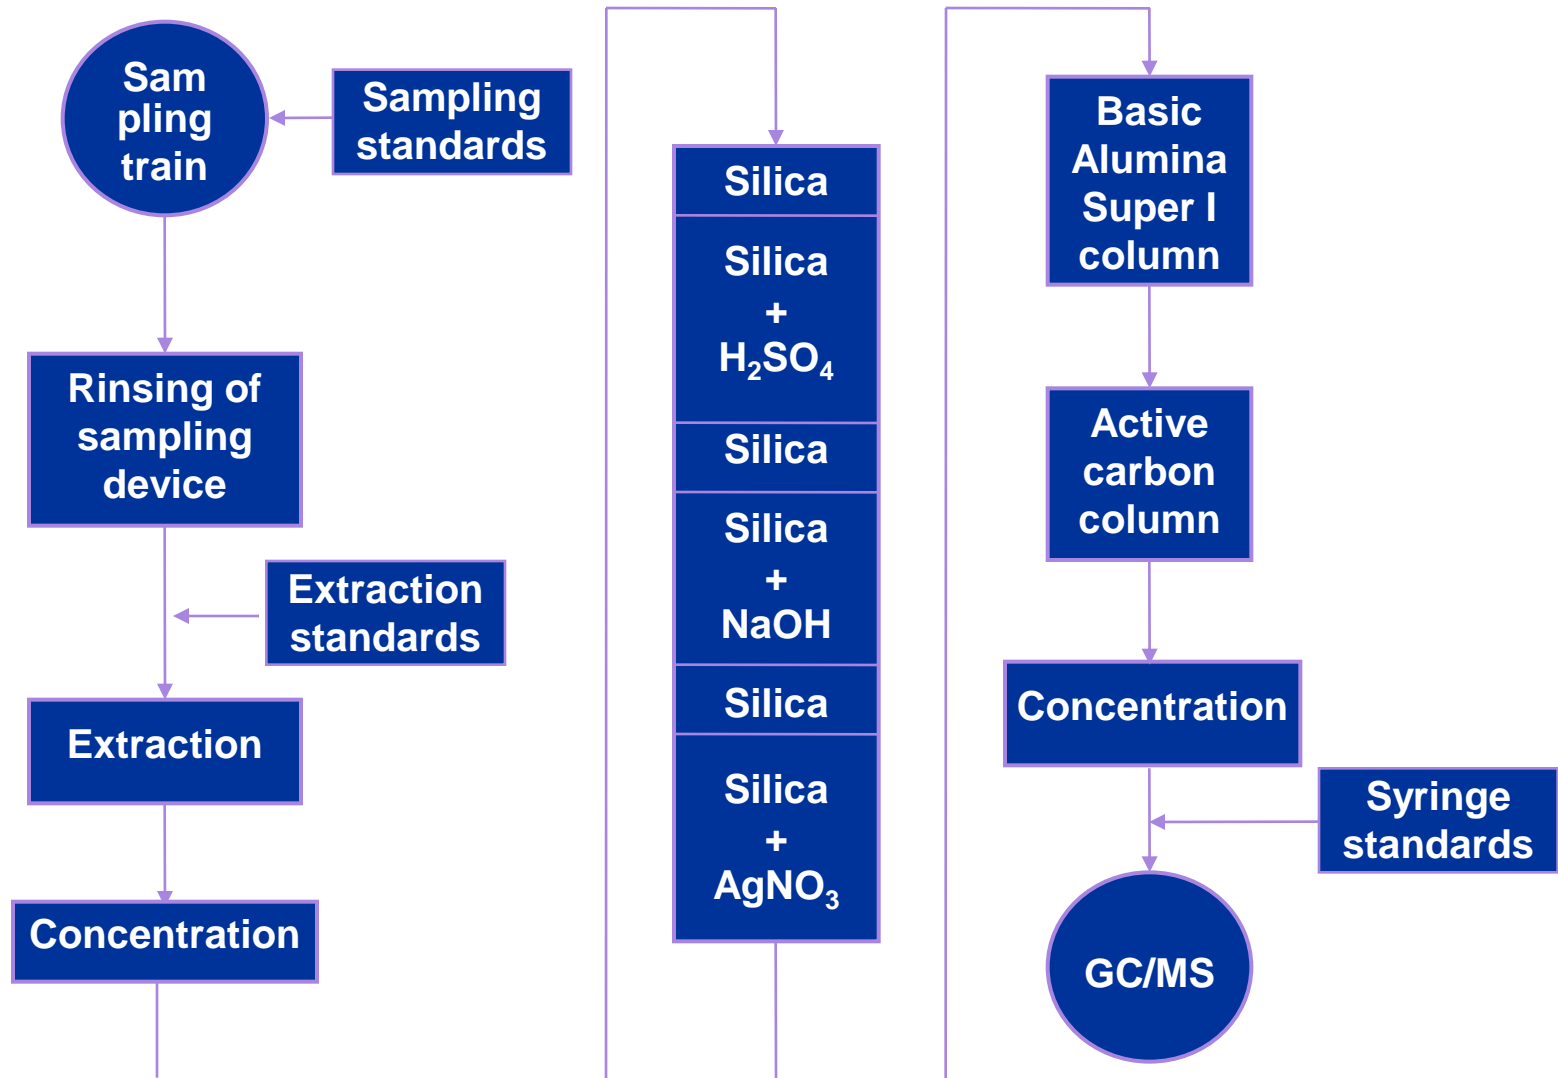 Sam
pling
train
Sampling
standards
Rinsing of
sampling
device
Extraction
standards
Extraction
Concentration
Silica
Silica
+
H₂SO₄
Silica
Silica
+
NaOH
Silica
Silica
+
AgNO₃
Basic
Alumina
Super I
column
Active
carbon
column
Concentration
Syringe
standards
GC/MS